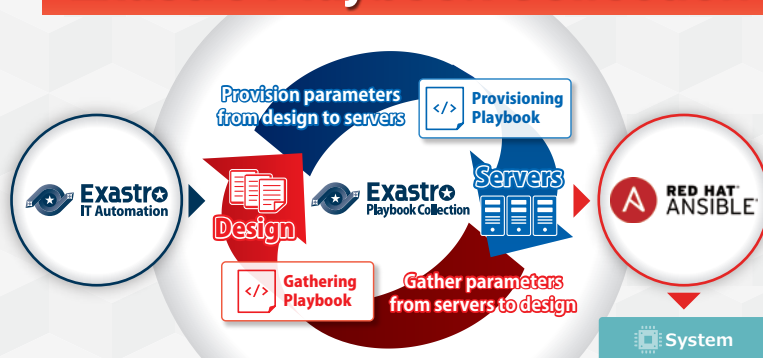 Provision parameters
from design to servers
</>
Provisioning
Playbook
Exastro
IT Automation
Design
Exastro
Playbook Collection
Servers
RED HAT
ANSIBLE
</>
Gathering
Playbook
Gather parameters
from servers to design
System